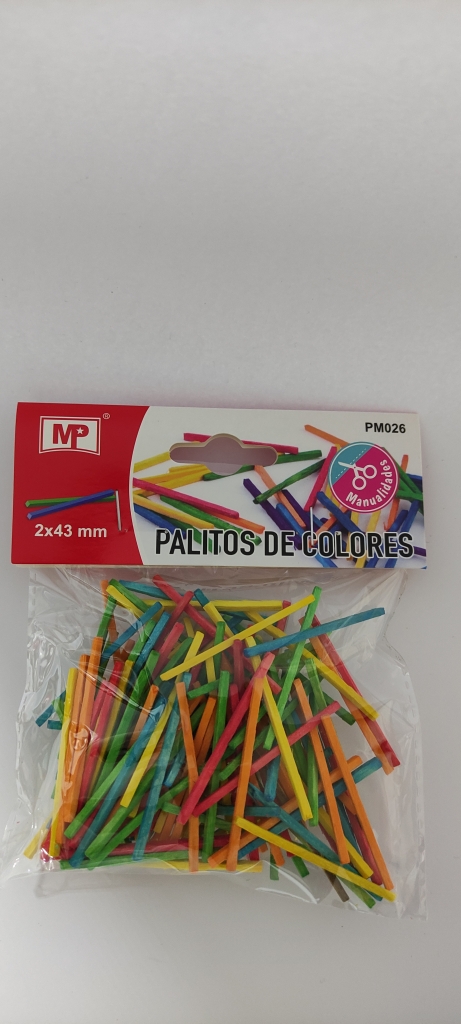 MP®
PM026
Manualidades
2x43 mm
PALITOS DE COLORES